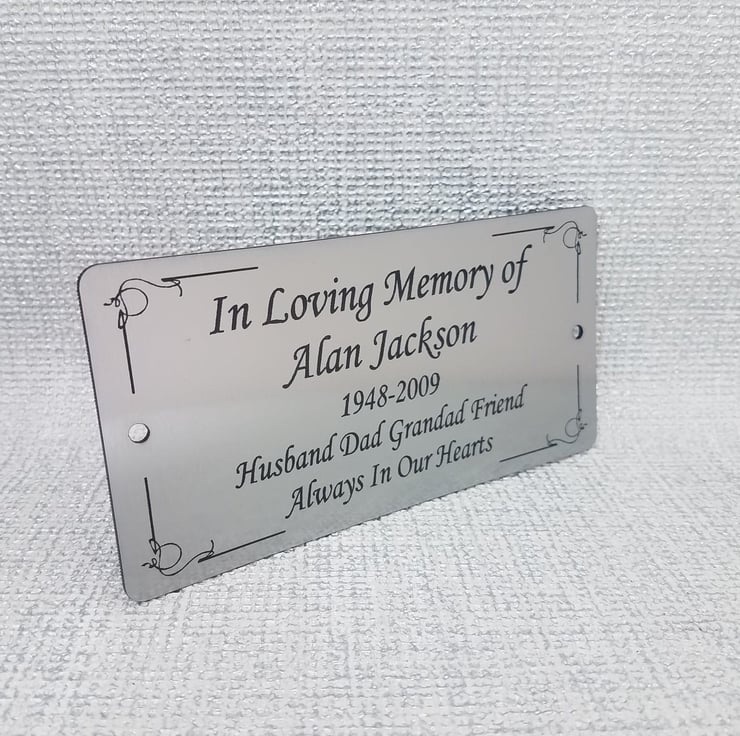 In Loving Memory of
Alan Jackson
1948-2009
Husband Dad Grandad Friend
Always In Our Hearts